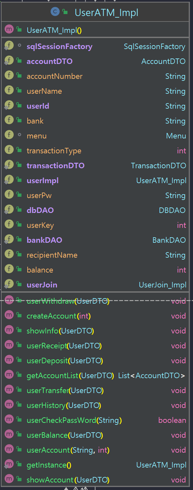 UserATM_Impl
UserATM_Impl()
sqlSessionFactory SqlSessionFactory
accountDTO AccountDTO
accountNumber String
userName String
userId String
bank String
menu Menu
transactionType int
transactionDTO TransactionDTO
userImpl UserATM_Impl
userPw String
dbDAO DBDAO
userKey int
bankDAO BankDAO
recipientName String
balance int
userJoin UserJoin_Impl
userWithdraw(UserDTO) void
createAccount(int) void
showInfo(UserDTO) void
userReceipt(UserDTO) void
userDeposit(UserDTO) void
getAccountList(UserDTO) List<AccountDTO>
userTransfer(UserDTO) void
userHistory(UserDTO) void
userCheckPassWord(String) boolean
userBalance(UserDTO) void
userAccount(String, int) void
getInstance() UserATM_Impl
showAccount(UserDTO) void